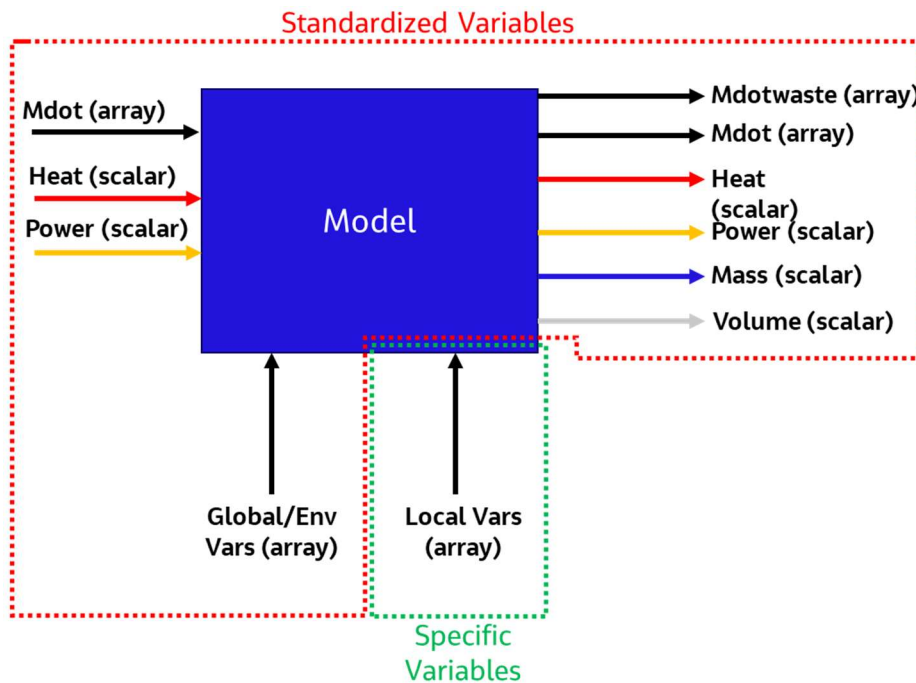 Standardized Variables
Mdot (array)
Heat (scalar)
Power (scalar)
Model
Mdotwaste (array)
Mdot (array)
Heat
(scalar)
Power (scalar)
Mass (scalar)
Volume (scalar)
Global/Env
Vars (array)
Local Vars
(array)
Specific
Variables